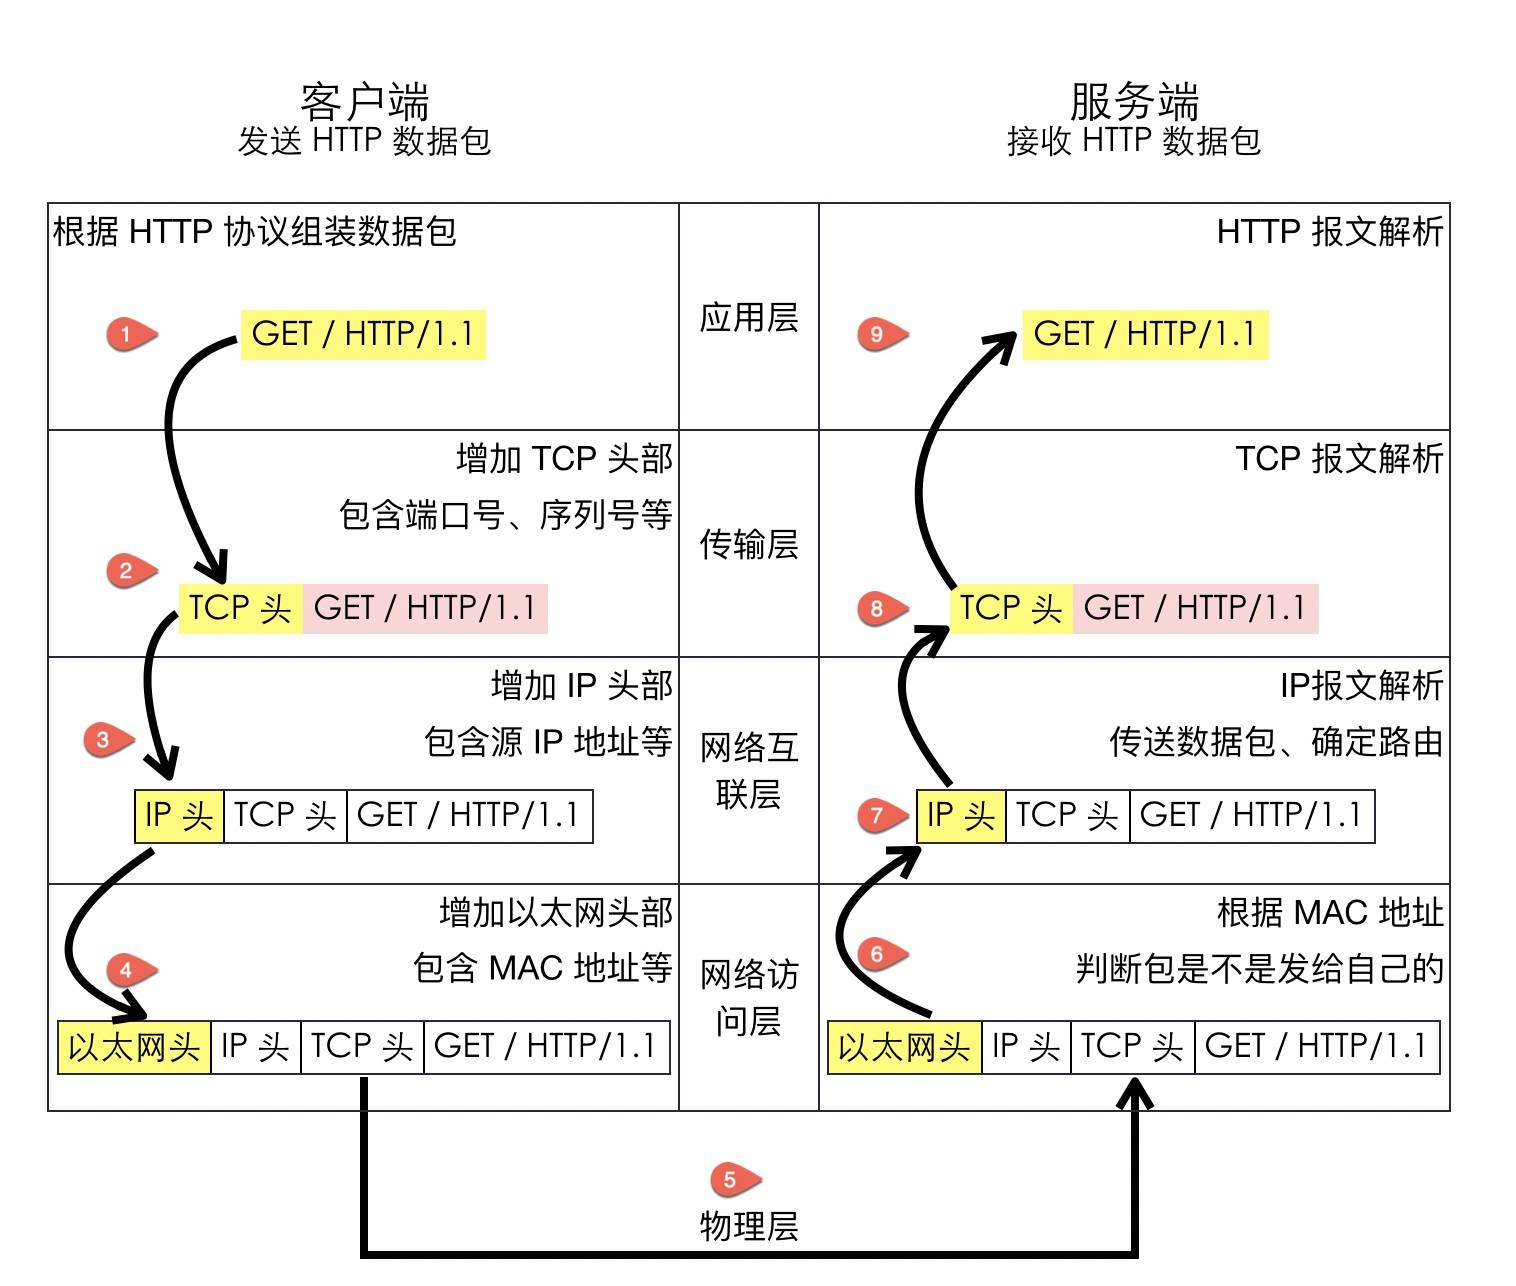 客户端
发送 HTTP 数据包
服务端
接收 HTTP 数据包
根据 HTTP 协议组装数据包
1
GET / HTTP/1.1
应用层
HTTP 报文解析
9
GET / HTTP/1.1
增加 TCP 头部
包含端口号、序列号等
2
TCP 头 GET / HTTP/1.1
传输层
TCP 报文解析
8
TCP 头 GET / HTTP/1.1
增加 IP 头部
包含源 IP 地址等
3
IP 头 TCP 头 GET / HTTP/1.1
网络互
联层
IP报文解析
传送数据包、确定路由
7
IP 头 TCP 头 GET / HTTP/1.1
增加以太网头部
包含 MAC 地址等
4
以太网头 IP 头 TCP 头 GET / HTTP/1.1
网络访
问层
根据 MAC 地址
判断包是不是发给自己的
6
以太网头 IP 头 TCP 头 GET / HTTP/1.1
5
物理层